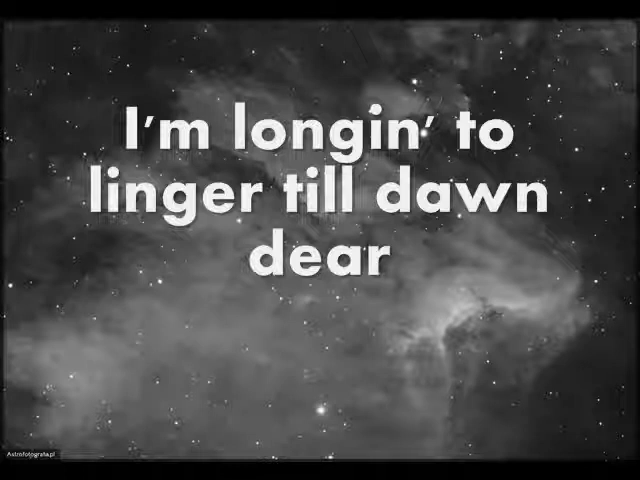 I'm longin' to
linger till dawn
dear
Astrofotografia.pl